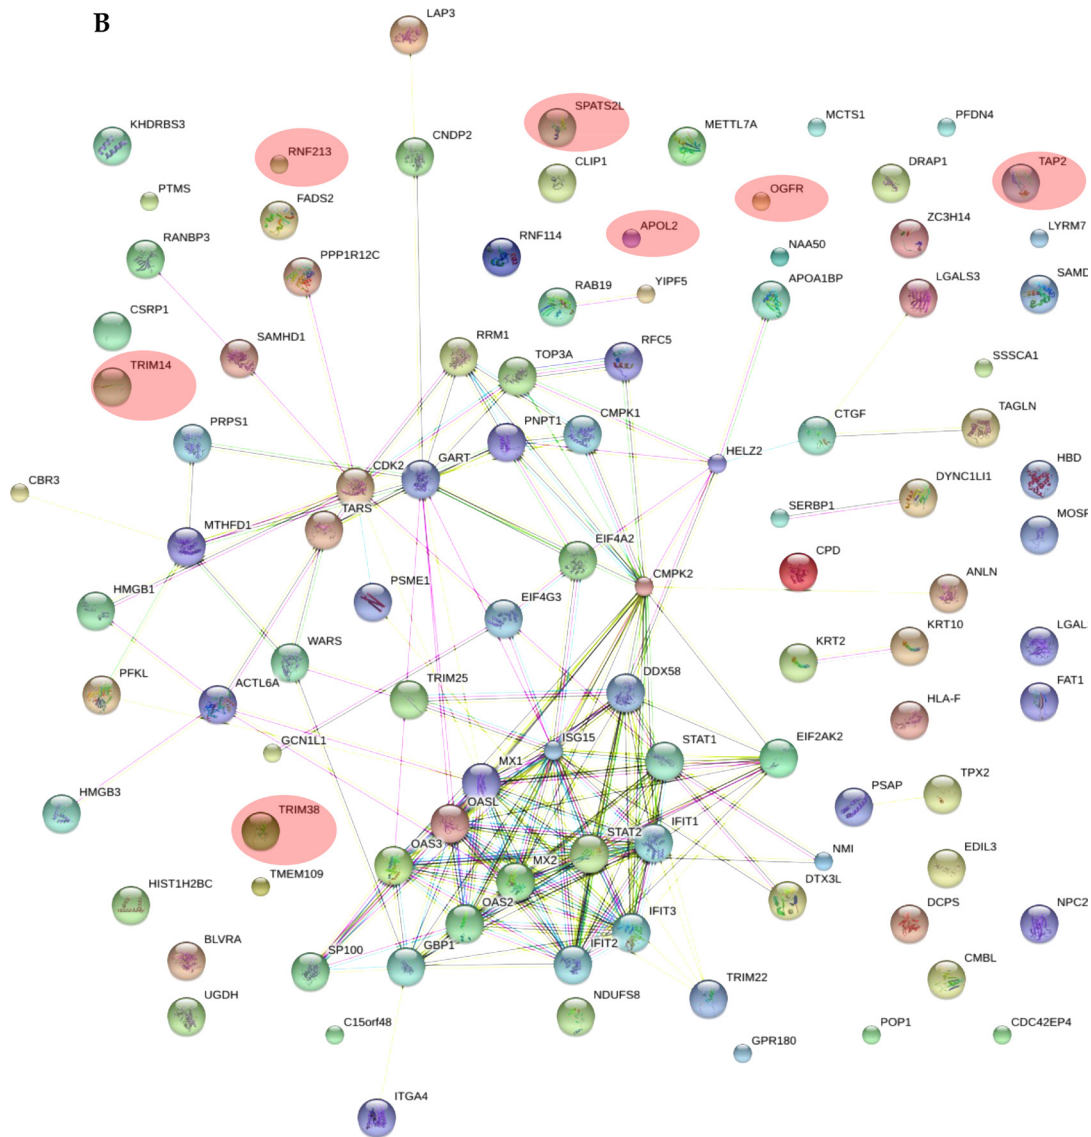 B
LAP3
SPATS2L
KHDRBS3
CNDP2
METTL7A
MCTS1
PFDN4
RNF213
CLIP1
DRAP1
TAP2
PTMS
FADS2
OGFR
RANBP3
APOL2
ZC3H14
LYRM7
PPP1R12C
RNF114
NAA50
RAB19
YIPF5
APOA1BP
LGALS3
SAMD
CSRP1
SAMHD1
RRM1
TOP3A
RFC5
SSSCA1
TRIM14
PRPS1
PNPT1
CMPK1
CTGF
TAGLN
CDK2
GART
HELZ2
HBD
CBR3
DYNC1LI1
TARS
SERBP1
MOSP
MTHFD1
EIF4A2
CPD
CMPK2
ANLN
HMGB1
PSME1
EIF4G3
KRT2
KRT10
LGAL
WARS
PFKL
ACTL6A
TRIM25
DDX58
HLA-F
FAT1
GCN1L1
ISG15
STAT1
EIF2AK2
MX1
HMGB3
PSAP
TPX2
OASL
TRIM38
STAT2
IFIT1
OAS3
MX2
NMI
EDIL3
TMEM109
DTX3L
HIST1H2BC
OAS2
IFIT3
DCPS
NPC2
BLVRA
SP100
GBP1
IFIT2
CMBL
UGDH
NDUFS8
TRIM22
C15orf48
POP1
CDC42EP4
GPR180
ITGA4